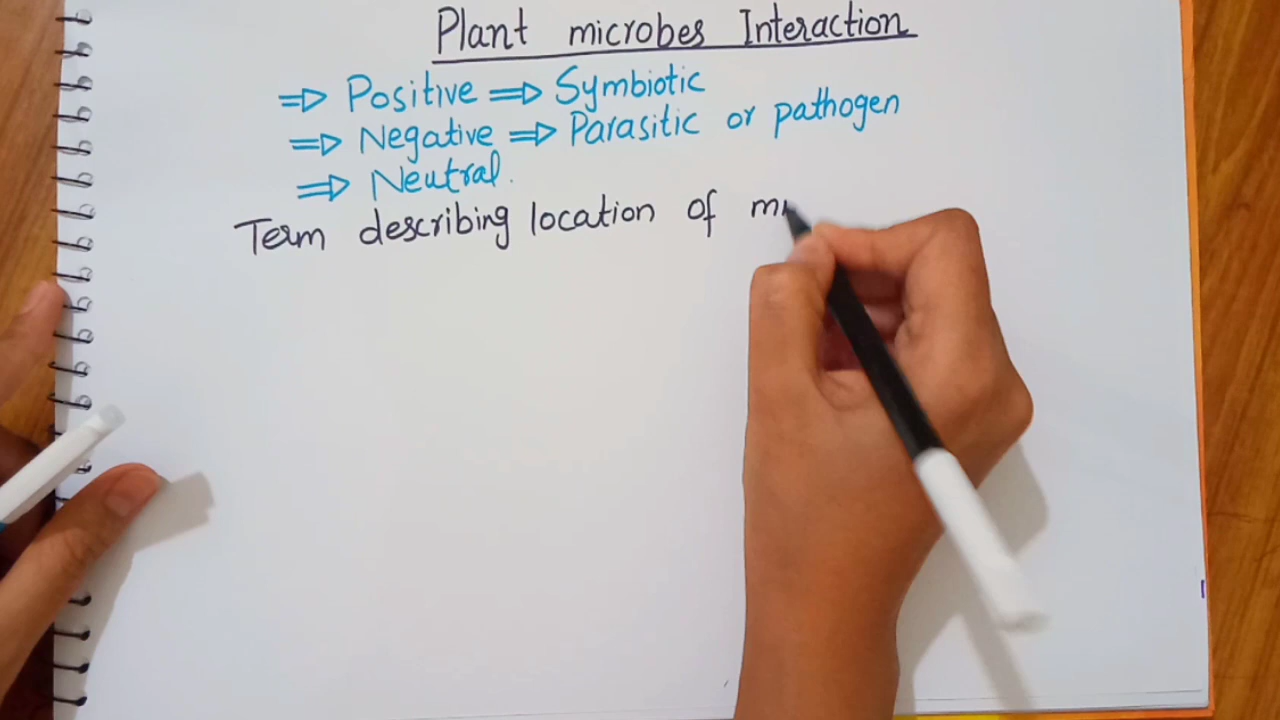 Plant microbes Interaction
⇒ Positive ⇒ Symbiotic
⇒ Negative ⇒ Parasitic or pathogen
⇒ Neutral.
Term describing location of